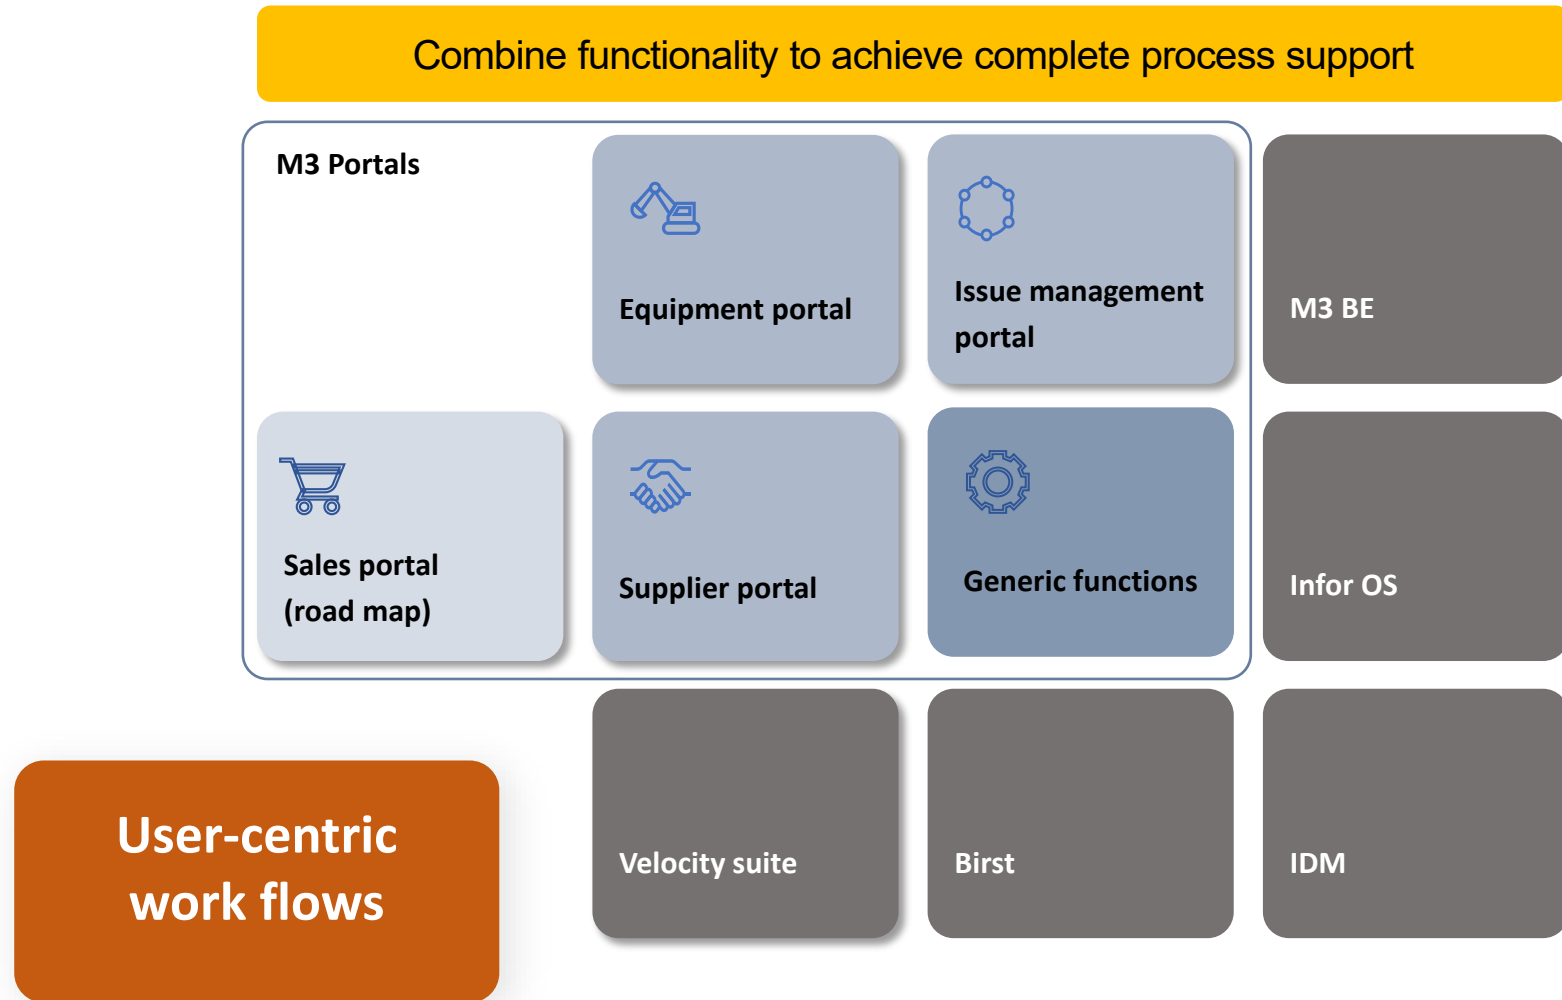 Combine functionality to achieve complete process support
M3 Portals
Equipment portal
Issue management
portal
M3 BE
Sales portal
(road map)
Supplier portal
Generic functions
Infor OS
User-centric
work flows
Velocity suite
Birst
IDM